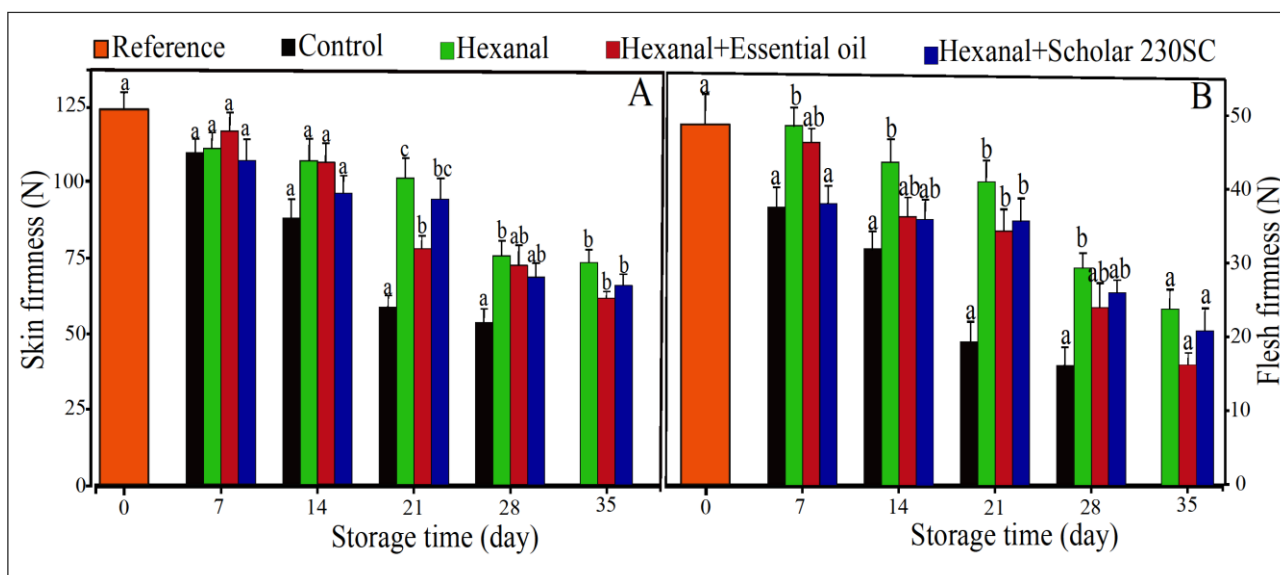 Reference Control Hexanal Hexanal+Essential oil Hexanal+Scholar 230SC
A
Skin firmness (N)
125
100
75
50
25
0
a
a a a a
a a a a
a c b bc
a b ab ab
b b b
0 7 14 21 28 35
Storage time (day)
B
a
a b ab a
a b ab ab
a b b b
a b ab ab
a a a
50
40
30
20
10
0
Flesh firmness (N)
0 7 14 21 28 35
Storage time (day)